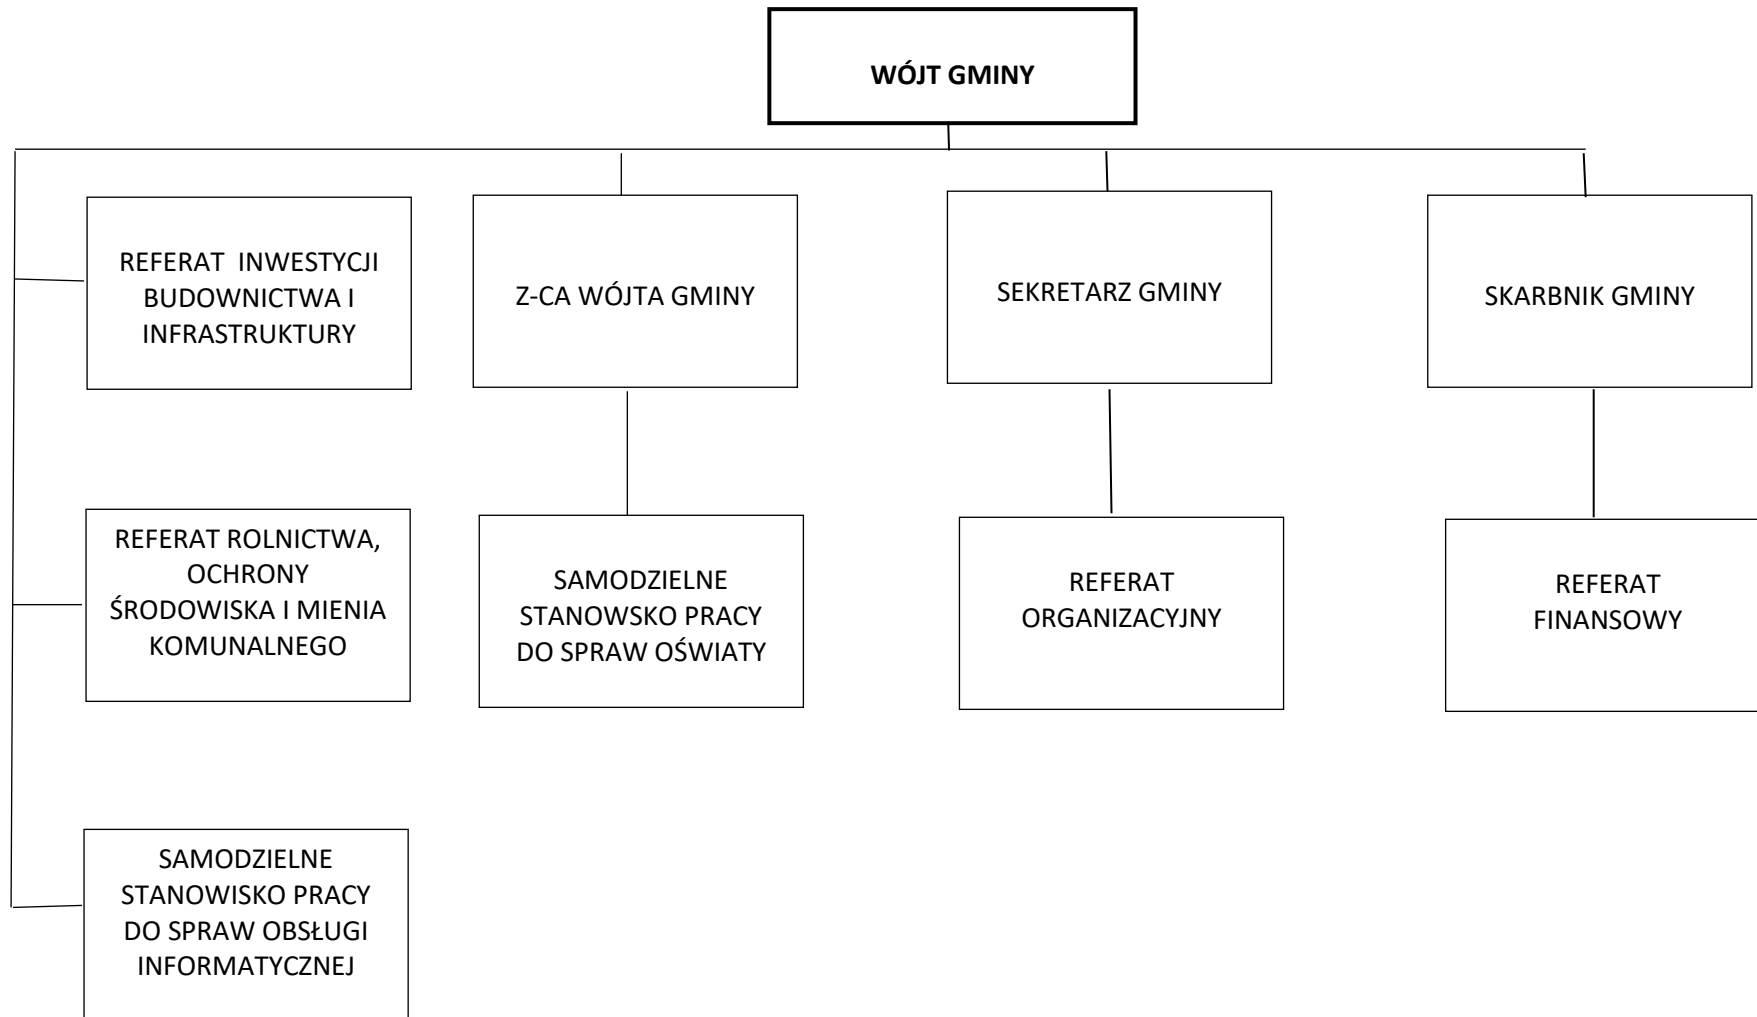 WÓJT GMINY
REFERAT  INWESTYCJI
BUDOWNICTWA I
INFRASTRUKTURY
Z-CA WÓJTA GMINY
SEKRETARZ GMINY
SKARBNIK GMINY
REFERAT ROLNICTWA,
OCHRONY
ŚRODOWISKA I MIENIA
KOMUNALNEGO
SAMODZIELNE
STANOWSKO PRACY
DO SPRAW OŚWIATY
REFERAT
ORGANIZACYJNY
REFERAT
FINANSOWY
SAMODZIELNE
STANOWISKO PRACY
DO SPRAW OBSŁUGI
INFORMATYCZNEJ